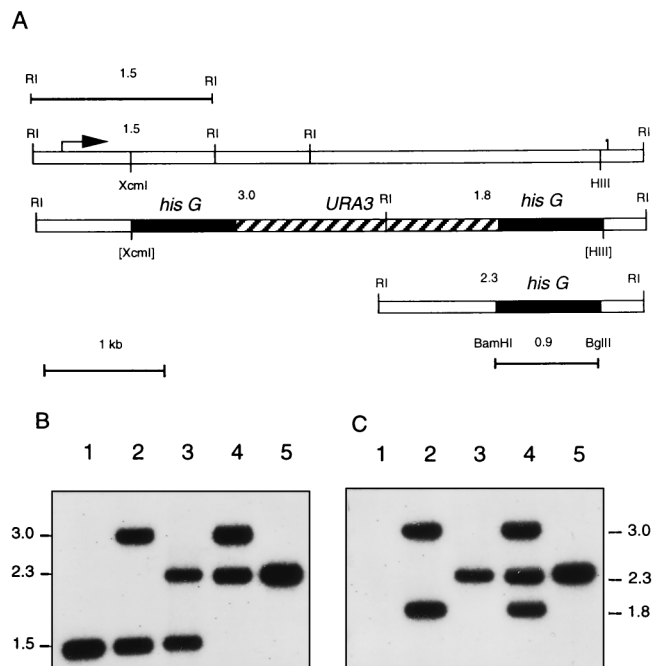 A
1.5
RI RI
RI 1.5 RI RI 1 RI
XcmI HIII
RI his G 3.0 URA3 RI 1.8 his G RI
[XcmI] [HIII]
RI 2.3 his G RI
1 kb
BamHI 0.9 BglII
B C
1 2 3 4 5 1 2 3 4 5
3.0 3.0
2.3 2.3
1.8
1.5